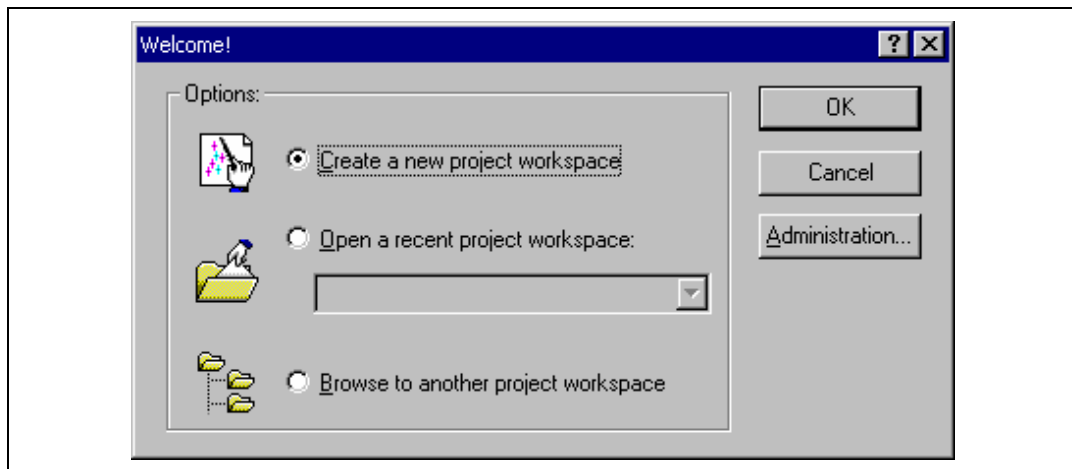 Welcome!
Options:
Create a new project workspace
Open a recent project workspace:
Browse to another project workspace
OK
Cancel
Administration...